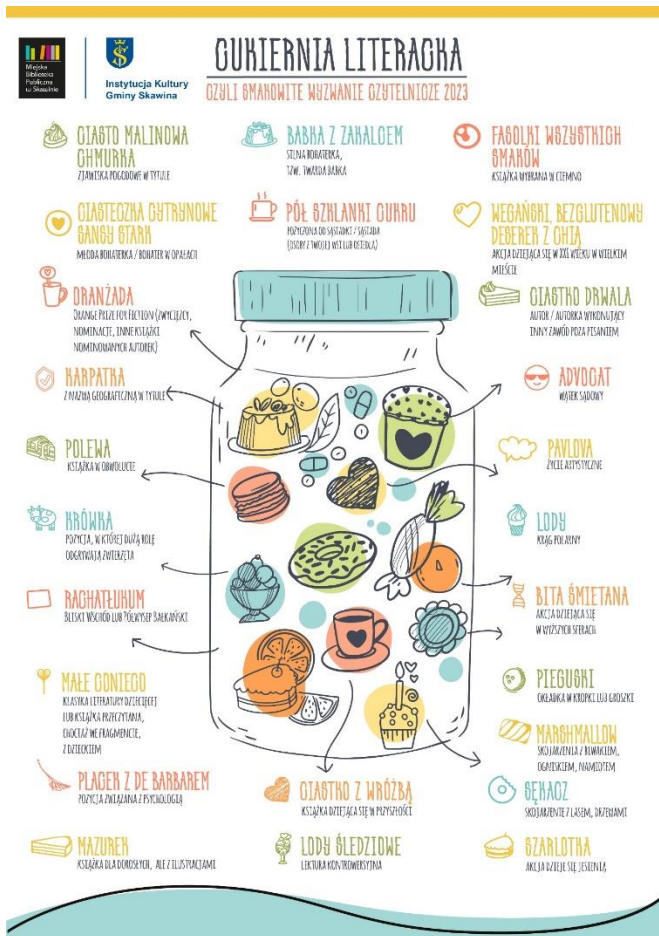 Miejska
Biblioteka
Publiczna
w Skawinie
Instytucja Kultury
Gminy Skawina
CUKIERNIA LITERACKA
CZYLI SMAKOWITE WYZWANIE CZYTELNICZE 2023
CIASTO MALINOWA
CHMURKA
ZJAWISKA POGODOWE W TYTULE
BABKA Z ZAKALCEM
SILNA BOHATERKA,
TZW. TWARDA BABKA
FASOLKI WSZYSTKICH
SMAKÓW
KSIĄŻKA WYBRANA W CIEMNO
CIASTECZKA CYTRYNOWE
SANSY STARK
MŁODA BOHATERKA / BOHATER W OPAŁACH
PÓŁ SZKLANKI CUKRU
POŻYCZONA OD SĄSIADKI / SĄSIADA
(OSOBY Z TWOJEJ WSI LUB OSIEDLA)
WEGAŃSKI, BEZGLUTENOWY
DESEREK Z CHIĄ
AKCJA DZIEJĄCA SIĘ W XXI WIEKU W WIELKIM
MIEŚCIE
ORANŻADA
ORANGE PRIZE FOR FICTION (ZWYCIĘZCY,
NOMINACJE, INNE KSIĄŻKI
NOMINOWANYCH AUTOREK)
CIASTKO DRWALA
AUTOR / AUTORKA WYKONUJĄCY
INNY ZAWÓD POZA PISANIEM
KARPATKA
Z NAZWĄ GEOGRAFICZNĄ W TYTULE
ADVOCAT
WĄTEK SĄDOWY
POLEWA
KSIĄŻKA W OBWOLUCIE
PAVLOVA
ŻYCIE ARTYSTYCZNE
KRÓWKA
POZYCJA, W KTÓREJ DUŻĄ ROLĘ
ODGRYWAJĄ ZWIERZĘTA
LODY
KRĄG POLARNY
RACHATŁUKUM
BLISKI WSCHÓD LUB PÓŁWYSEP BAŁKAŃSKI
BITA ŚMIETANA
AKCJA DZIEJĄCA SIĘ
W WYŻSZYCH SFERACH
MAŁE CONIECO
KLASYKA LITERATURY DZIECIĘCEJ
LUB KSIĄŻKA PRZECZYTANA,
CHOCIAŻ WE FRAGMENCIE,
Z DZIECKIEM
PIEGUSKI
OKŁADKA W KROPKI LUB GROSZKI
MARSHMALLOW
SKOJARZENIA Z BIWAKIEM,
OGNISKIEM, NAMIOTEM
PLACEK Z DE BARBAREM
POZYCJA ZWIĄZANA Z PSYCHOLOGIĄ
CIASTKO Z WRÓŻBĄ
KSIĄŻKA DZIEJĄCA SIĘ W PRZYSZŁOŚCI
SĘKACZ
SKOJARZENIE Z LASEM, DRZEWAMI
MAZUREK
KSIĄŻKA DLA DOROSŁYCH, ALE Z ILUSTRACJAMI
LODY ŚLEDZIOWE
LEKTURA KONTROWERSYJNA
SZARLOTKA
AKCJA DZIEJE SIĘ JESIENIĄ